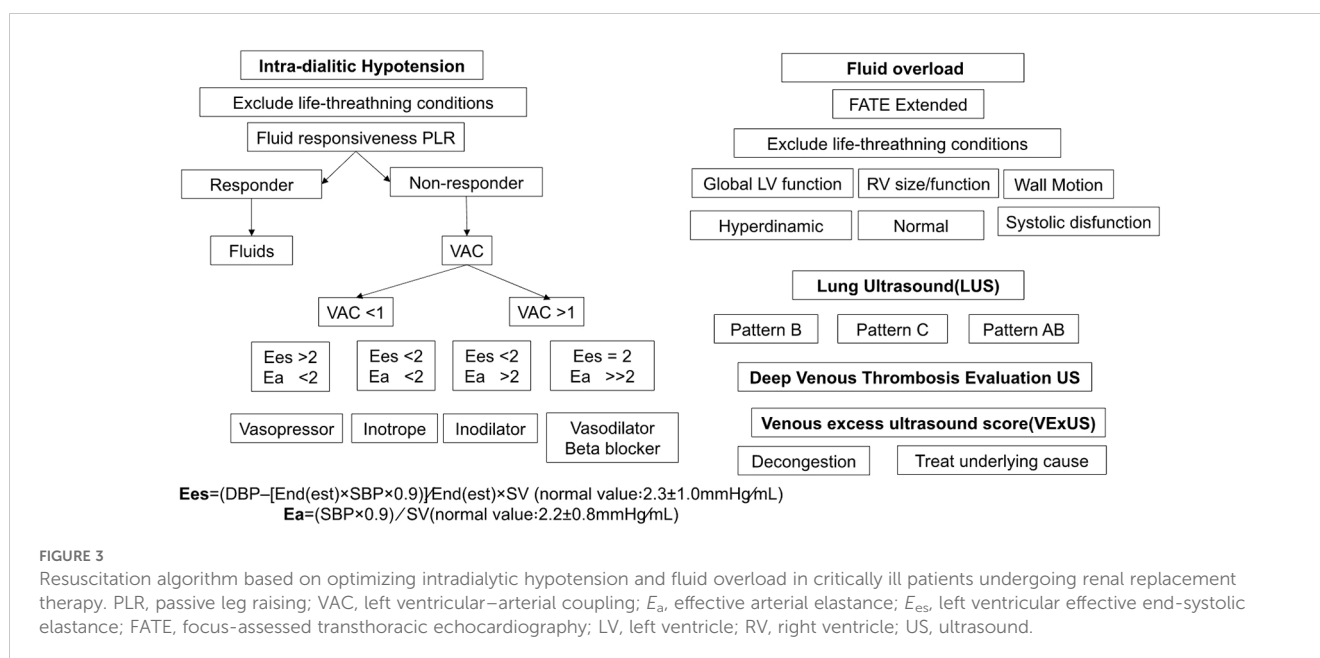 Intra-dialitic Hypotension
Exclude life-threathning conditions
Fluid responsiveness PLR
Responder
Non-responder
Fluids
VAC
VAC <1
VAC >1
Ees >2
Ea <2
Ees <2
Ea <2
Ees <2
Ea >2
Ees = 2
Ea >>2
Vasopressor
Inotrope
Inodilator
Vasodilator
Beta blocker
Fluid overload
FATE Extended
Exclude life-threathning conditions
Global LV function
RV size/function
Wall Motion
Hyperdinamic
Normal
Systolic disfunction
Lung Ultrasound(LUS)
Pattern B
Pattern C
Pattern AB
Deep Venous Thrombosis Evaluation US
Venous excess ultrasound score(VExUS)
Decongestion
Treat underlying cause
Ees=(DBP–[End(est)×SBP×0.9)]⁄End(est)×SV (normal value:2.3±1.0mmHg⁄mL)
Ea=(SBP×0.9) ⁄ SV(normal value:2.2±0.8mmHg⁄mL)
FIGURE 3
Resuscitation algorithm based on optimizing intradialytic hypotension and fluid overload in critically ill patients undergoing renal replacement
therapy. PLR, passive leg raising; VAC, left ventricular–arterial coupling; Ea, effective arterial elastance; Ees, left ventricular effective end-systolic
elastance; FATE, focus-assessed transthoracic echocardiography; LV, left ventricle; RV, right ventricle; US, ultrasound.